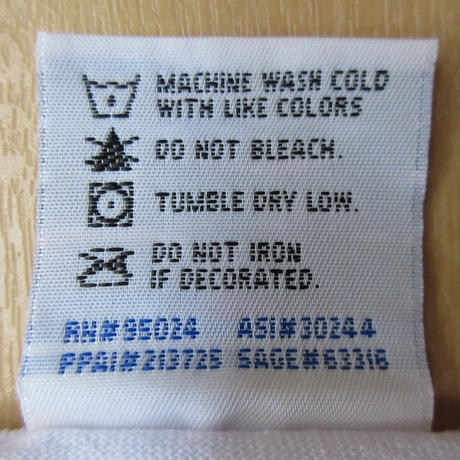 MACHINE WASH COLD
WITH LIKE COLORS
DO NOT BLEACH.
TUMBLE DRY LOW.
DO NOT IRON
IF DECORATED.
RN#95024 ASI#30244
PPAI#213725 SAGE#63316